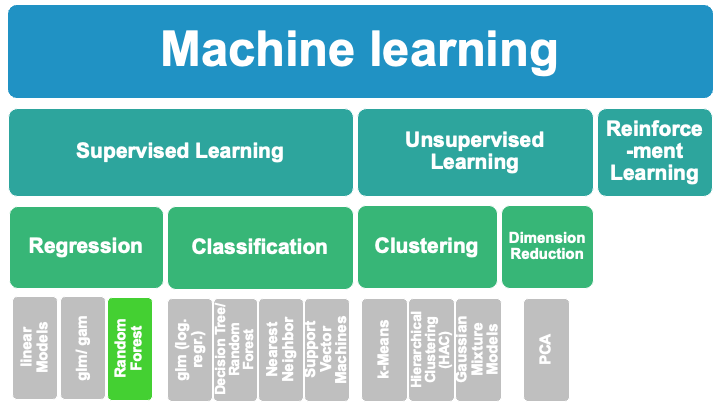 Machine learning
Supervised Learning
Unsupervised
Learning
Reinforce
-ment
Learning
Regression
Classification
Clustering
Dimension
Reduction
linear
Models
glm/ gam
Random
Forest
glm (log.
regr.)
Decision Tree/
Random
Forest
Nearest
Neighbor
Support
Vector
Machines
k-Means
Hierarchical
Clustering
(HAC)
Gaussian
Mixture
Models
PCA